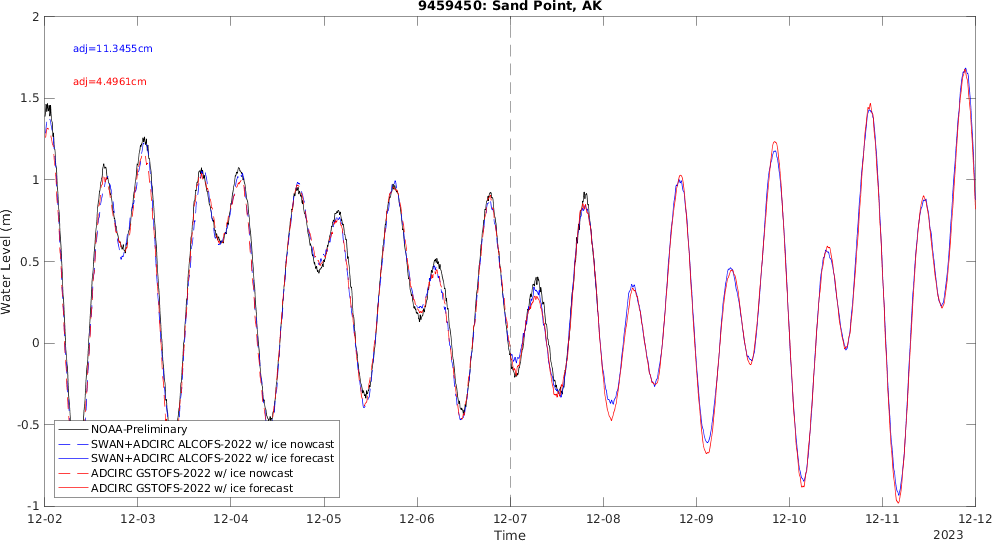 9459450: Sand Point, AK
2
adj=11.3455cm
adj=4.4961cm
1.5
1
0.5
0
-0.5
-1
Water Level (m)
NOAA-Preliminary
SWAN+ADCIRC ALCOFS-2022 w/ ice nowcast
SWAN+ADCIRC ALCOFS-2022 w/ ice forecast
ADCIRC GSTOFS-2022 w/ ice nowcast
ADCIRC GSTOFS-2022 w/ ice forecast
12-02 12-03 12-04 12-05 12-06 12-07 12-08 12-09 12-10 12-11 12-12
Time
2023